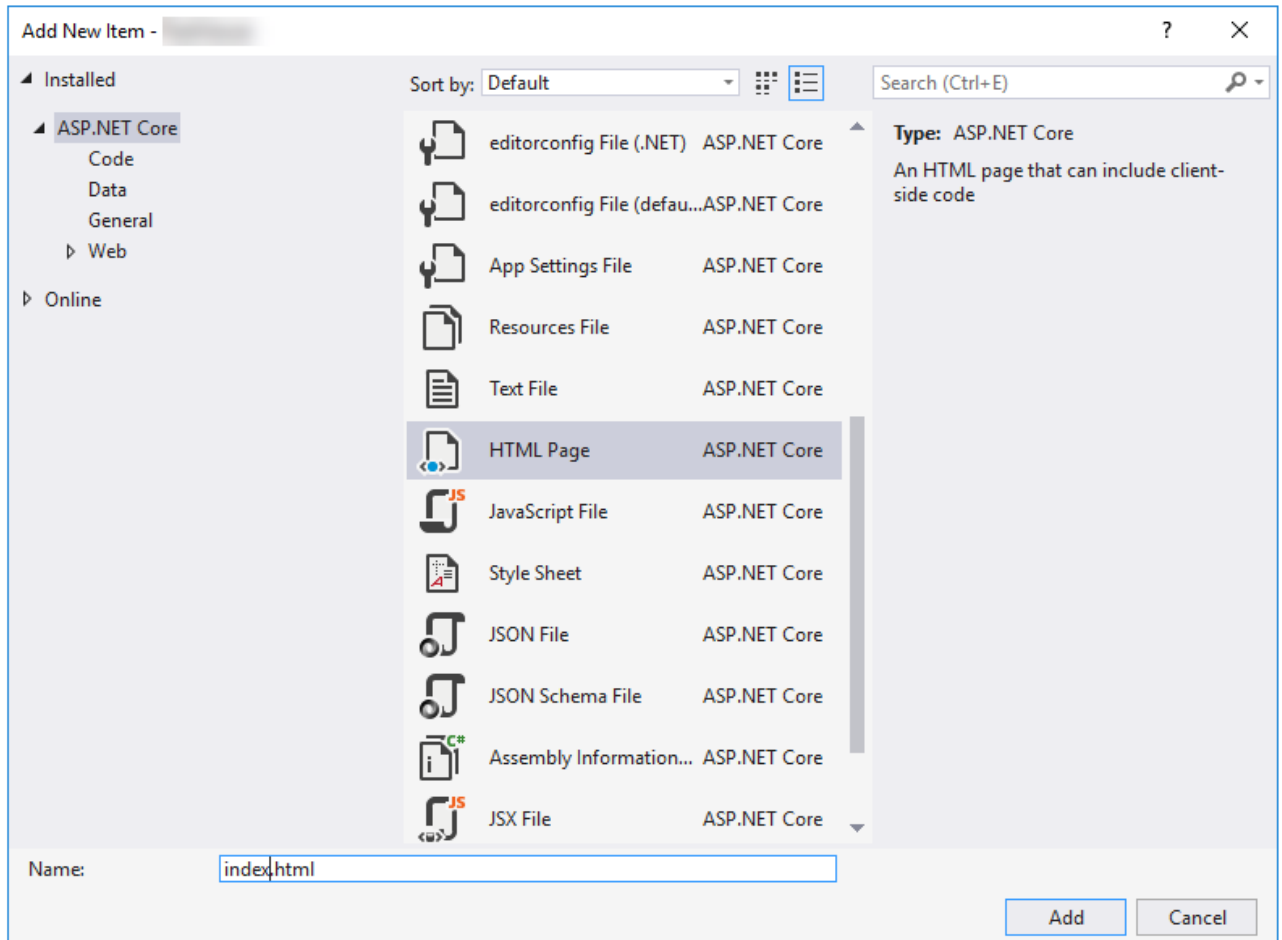 Add New Item -
?
Installed
ASP.NET Core
Code
Data
General
Web
Online
Sort by: Default
editorconfig File (.NET) ASP.NET Core
editorconfig File (defau...ASP.NET Core
App Settings File ASP.NET Core
Resources File ASP.NET Core
Text File ASP.NET Core
HTML Page ASP.NET Core
JS
JavaScript File ASP.NET Core
Style Sheet ASP.NET Core
JSON File ASP.NET Core
JSON Schema File ASP.NET Core
C#
Assembly Information... ASP.NET Core
JS
JSX File ASP.NET Core
Search (Ctrl+E)
Type: ASP.NET Core
An HTML page that can include client-
side code
Name: index.html
Add Cancel